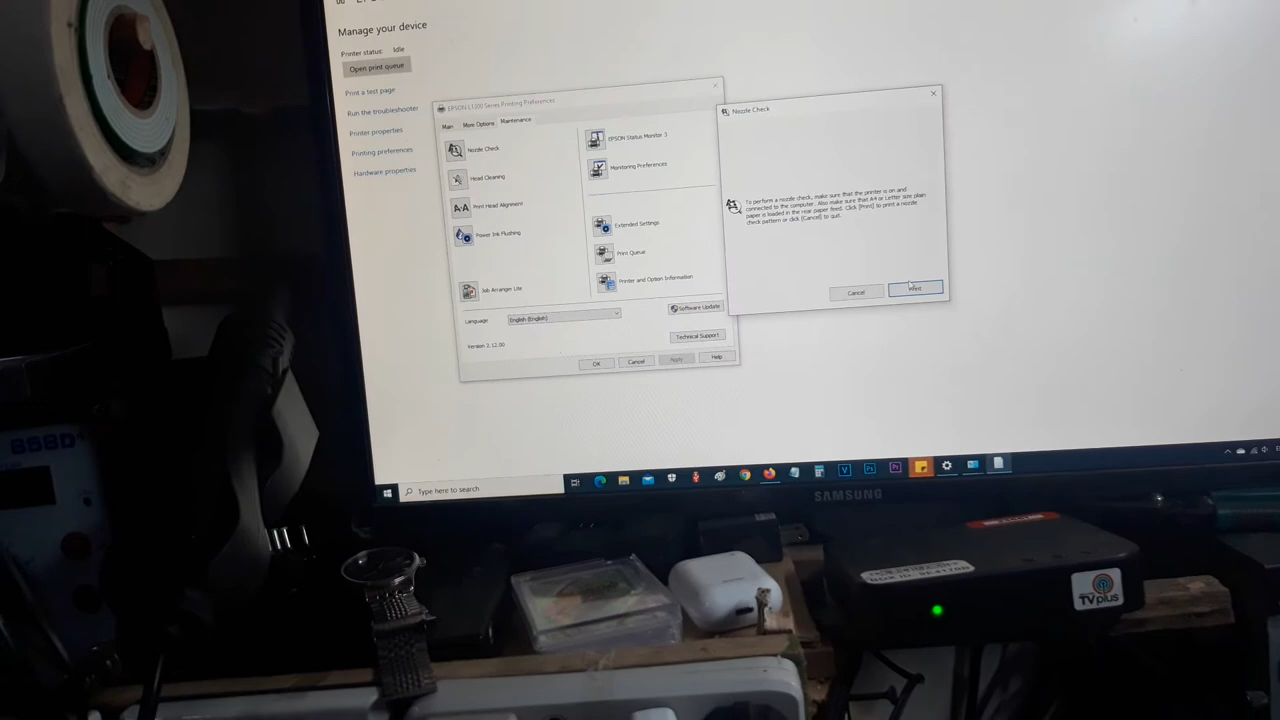 Manage your device
Printer status: Idle
Open print queue
Print a test page
Run the troubleshooter
Printer properties
Printing preferences
Hardware properties
EPSON L1300 Series Printing Preferences
Main
More Options
Maintenance
Nozzle Check
Head Cleaning
Print Head Alignment
Power Ink Flushing
Job Arranger Lite
EPSON Status Monitor 3
Monitoring Preferences
Extended Settings
Print Queue
Printer and Option Information
Language
English (English)
Software Update
Version 2.12.00
Technical Support
OK
Cancel
Apply
Help
Nozzle Check
To perform a nozzle check, make sure that the printer is on and
connected to the computer. Also make sure that A4 or Letter size plain
paper is loaded in the rear paper feed. Click [Print] to print a nozzle
check pattern or click [Cancel] to quit.
Cancel
Print
Type here to search
SAMSUNG
858D
TVplus